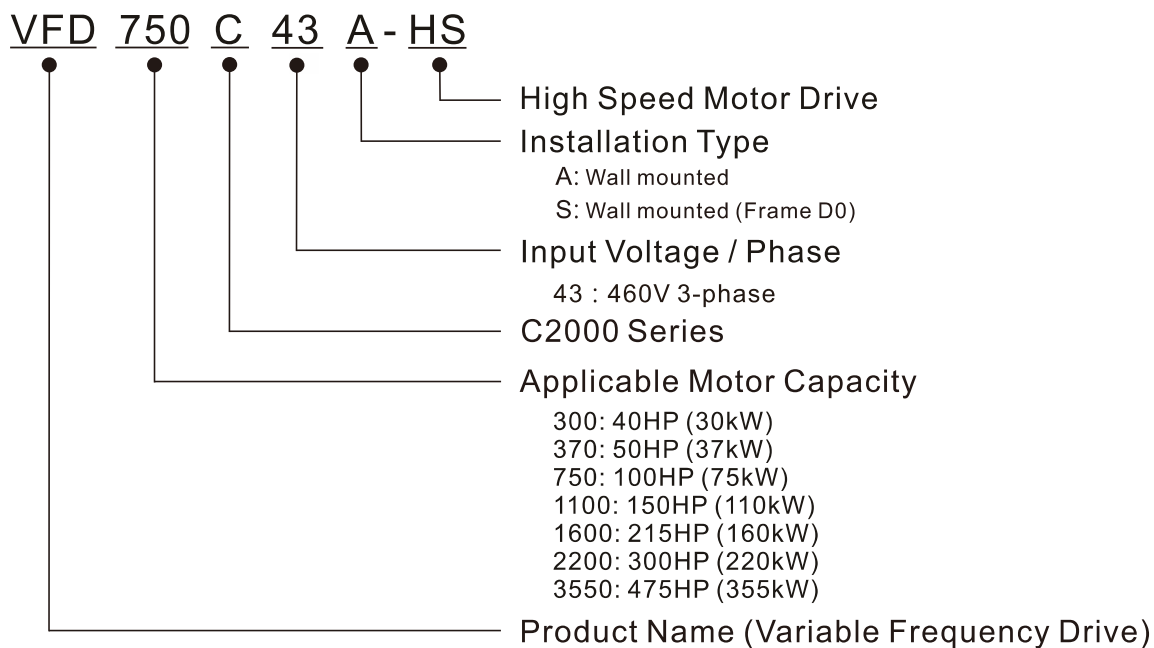 VFD 750 C 43 A - HS
High Speed Motor Drive
Installation Type
A: Wall mounted
S: Wall mounted (Frame D0)
Input Voltage / Phase
43 : 460V 3-phase
C2000 Series
Applicable Motor Capacity
300: 40HP (30kW)
370: 50HP (37kW)
750: 100HP (75kW)
1100: 150HP (110kW)
1600: 215HP (160kW)
2200: 300HP (220kW)
3550: 475HP (355kW)
Product Name (Variable Frequency Drive)